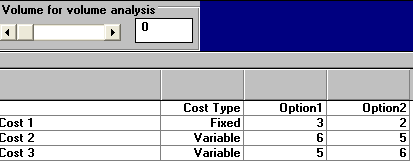 Volume for volume analysis
0
Cost Type Option1 Option2
Cost 1 Fixed 3 2
Cost 2 Variable 6 5
Cost 3 Variable 5 6